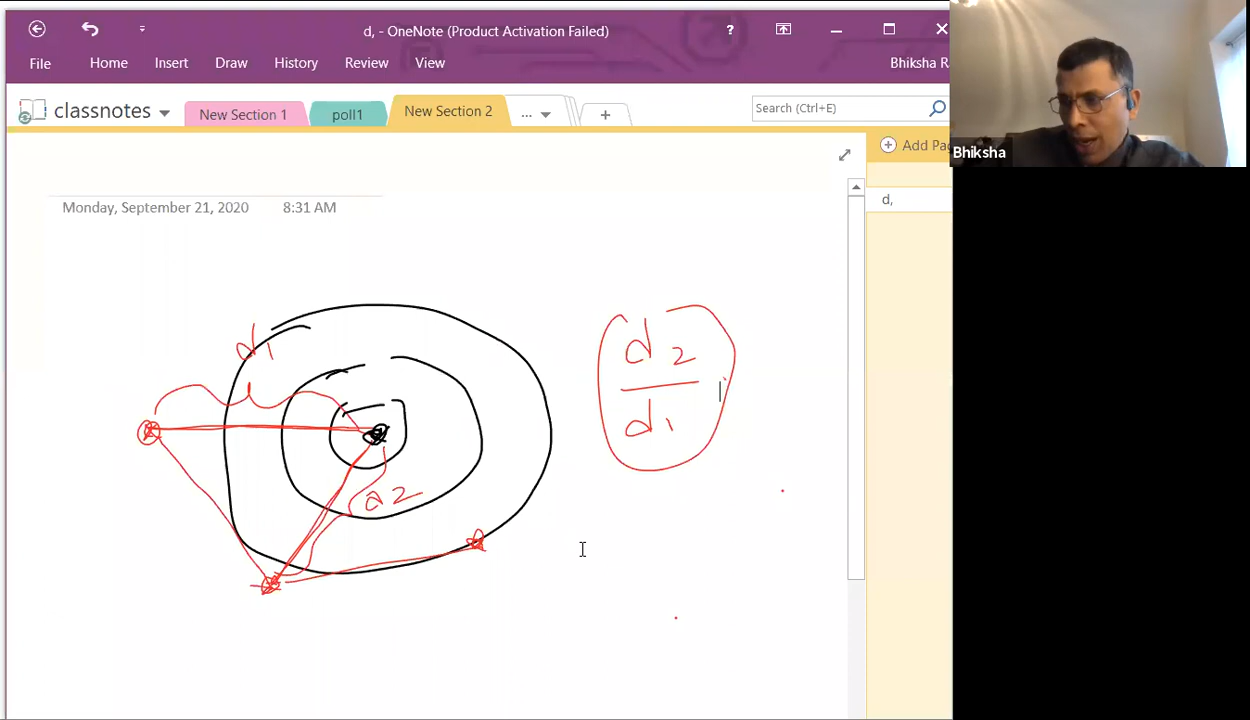 d, - OneNote (Product Activation Failed)
?
File Home Insert Draw History Review View
Bhiksha R
classnotes New Section 1 poll1 New Section 2 ... +
Search (Ctrl+E)
Bhiksha
Add Pa
d,
Monday, September 21, 2020 8:31 AM
d1
d2
d2
d1